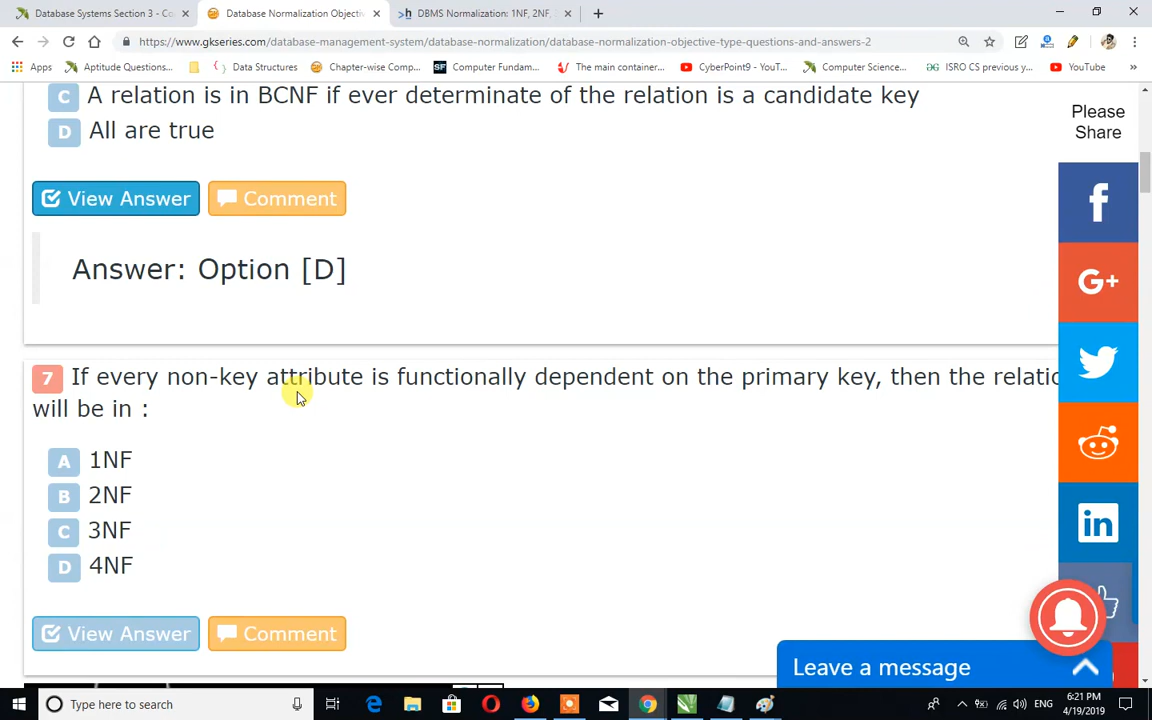 Database Systems Section 3 - Co
Database Normalization Objectiv
DBMS Normalization: 1NF, 2NF,
https://www.gkseries.com/database-management-system/database-normalization/database-normalization-objective-type-questions-and-answers-2
Apps
Aptitude Questions...
Data Structures
Chapter-wise Comp...
SF
Computer Fundam...
The main container...
CyberPoint9 - YouT...
Computer Science...
ISRO CS previous y...
YouTube
C A relation is in BCNF if ever determinate of the relation is a candidate key
D All are true
Please
Share
View Answer
Comment
Answer: Option [D]
7 If every non-key attribute is functionally dependent on the primary key, then the relatio
will be in :
A 1NF
B 2NF
C 3NF
D 4NF
View Answer
Comment
f
G+
in
Leave a message
Type here to search
ENG
6:21 PM
4/19/2019